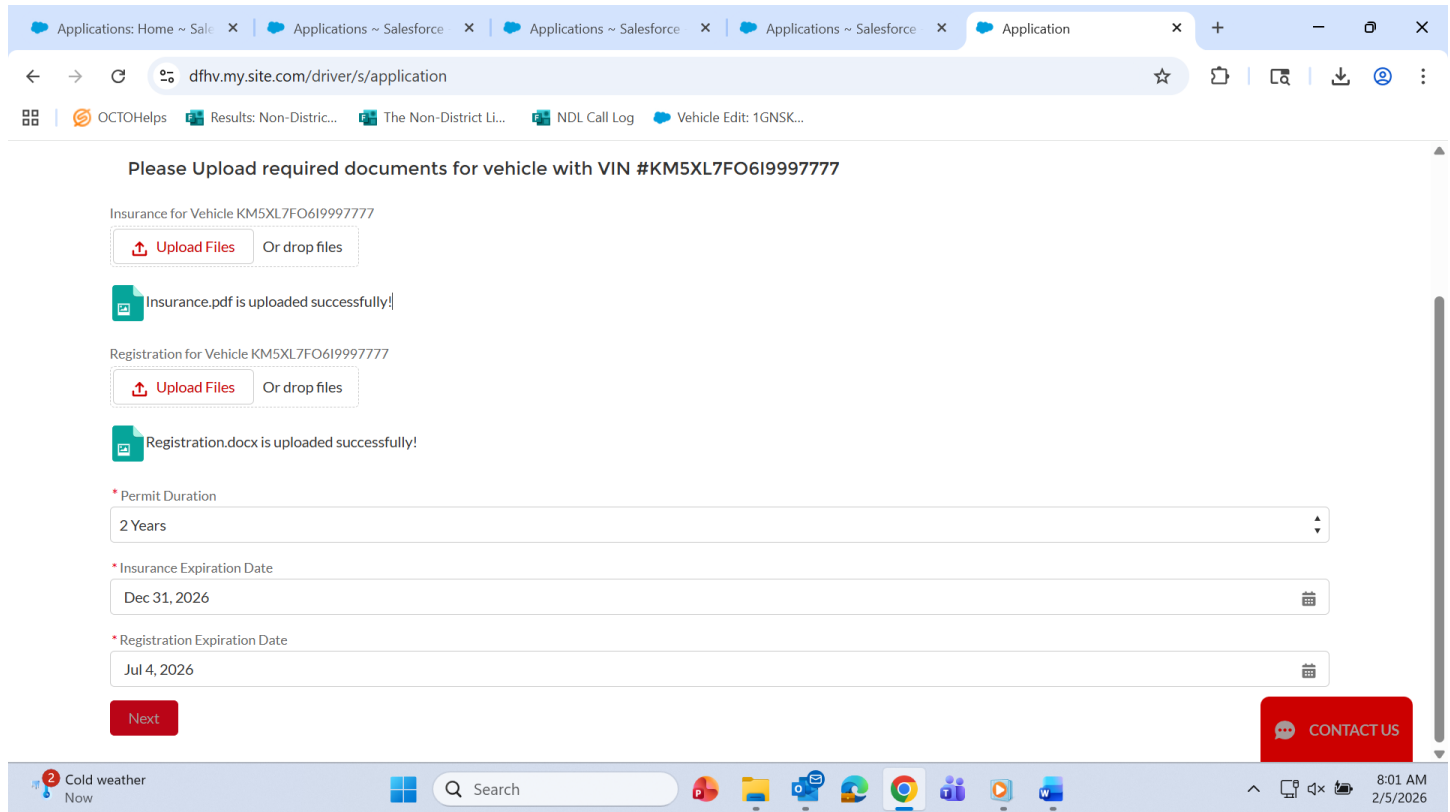 Applications: Home ~ Sale
Applications ~ Salesforce
Applications ~ Salesforce
Applications ~ Salesforce
Application
dfhv.my.site.com/driver/s/application
OCTOHelps
Results: Non-Distric...
The Non-District Li...
NDL Call Log
Vehicle Edit: 1GNSK...
Please Upload required documents for vehicle with VIN #KM5XL7FO6I9997777
Insurance for Vehicle KM5XL7FO6I9997777
Upload Files Or drop files
Insurance.pdf is uploaded successfully!
Registration for Vehicle KM5XL7FO6I9997777
Upload Files Or drop files
Registration.docx is uploaded successfully!
* Permit Duration
2 Years
* Insurance Expiration Date
Dec 31, 2026
* Registration Expiration Date
Jul 4, 2026
Next
CONTACT US
2
Cold weather
Now
Search
8:01 AM
2/5/2026